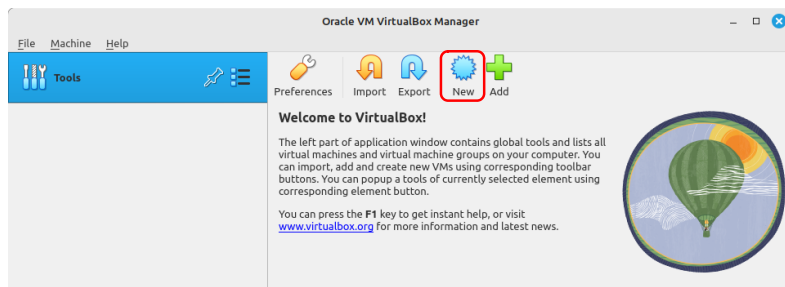 Oracle VM VirtualBox Manager
File Machine Help
Tools
Preferences Import Export New Add
Welcome to VirtualBox!
The left part of application window contains global tools and lists all
virtual machines and virtual machine groups on your computer. You
can import, add and create new VMs using corresponding toolbar
buttons. You can popup a tools of currently selected element using
corresponding element button.
You can press the F1 key to get instant help, or visit
www.virtualbox.org for more information and latest news.